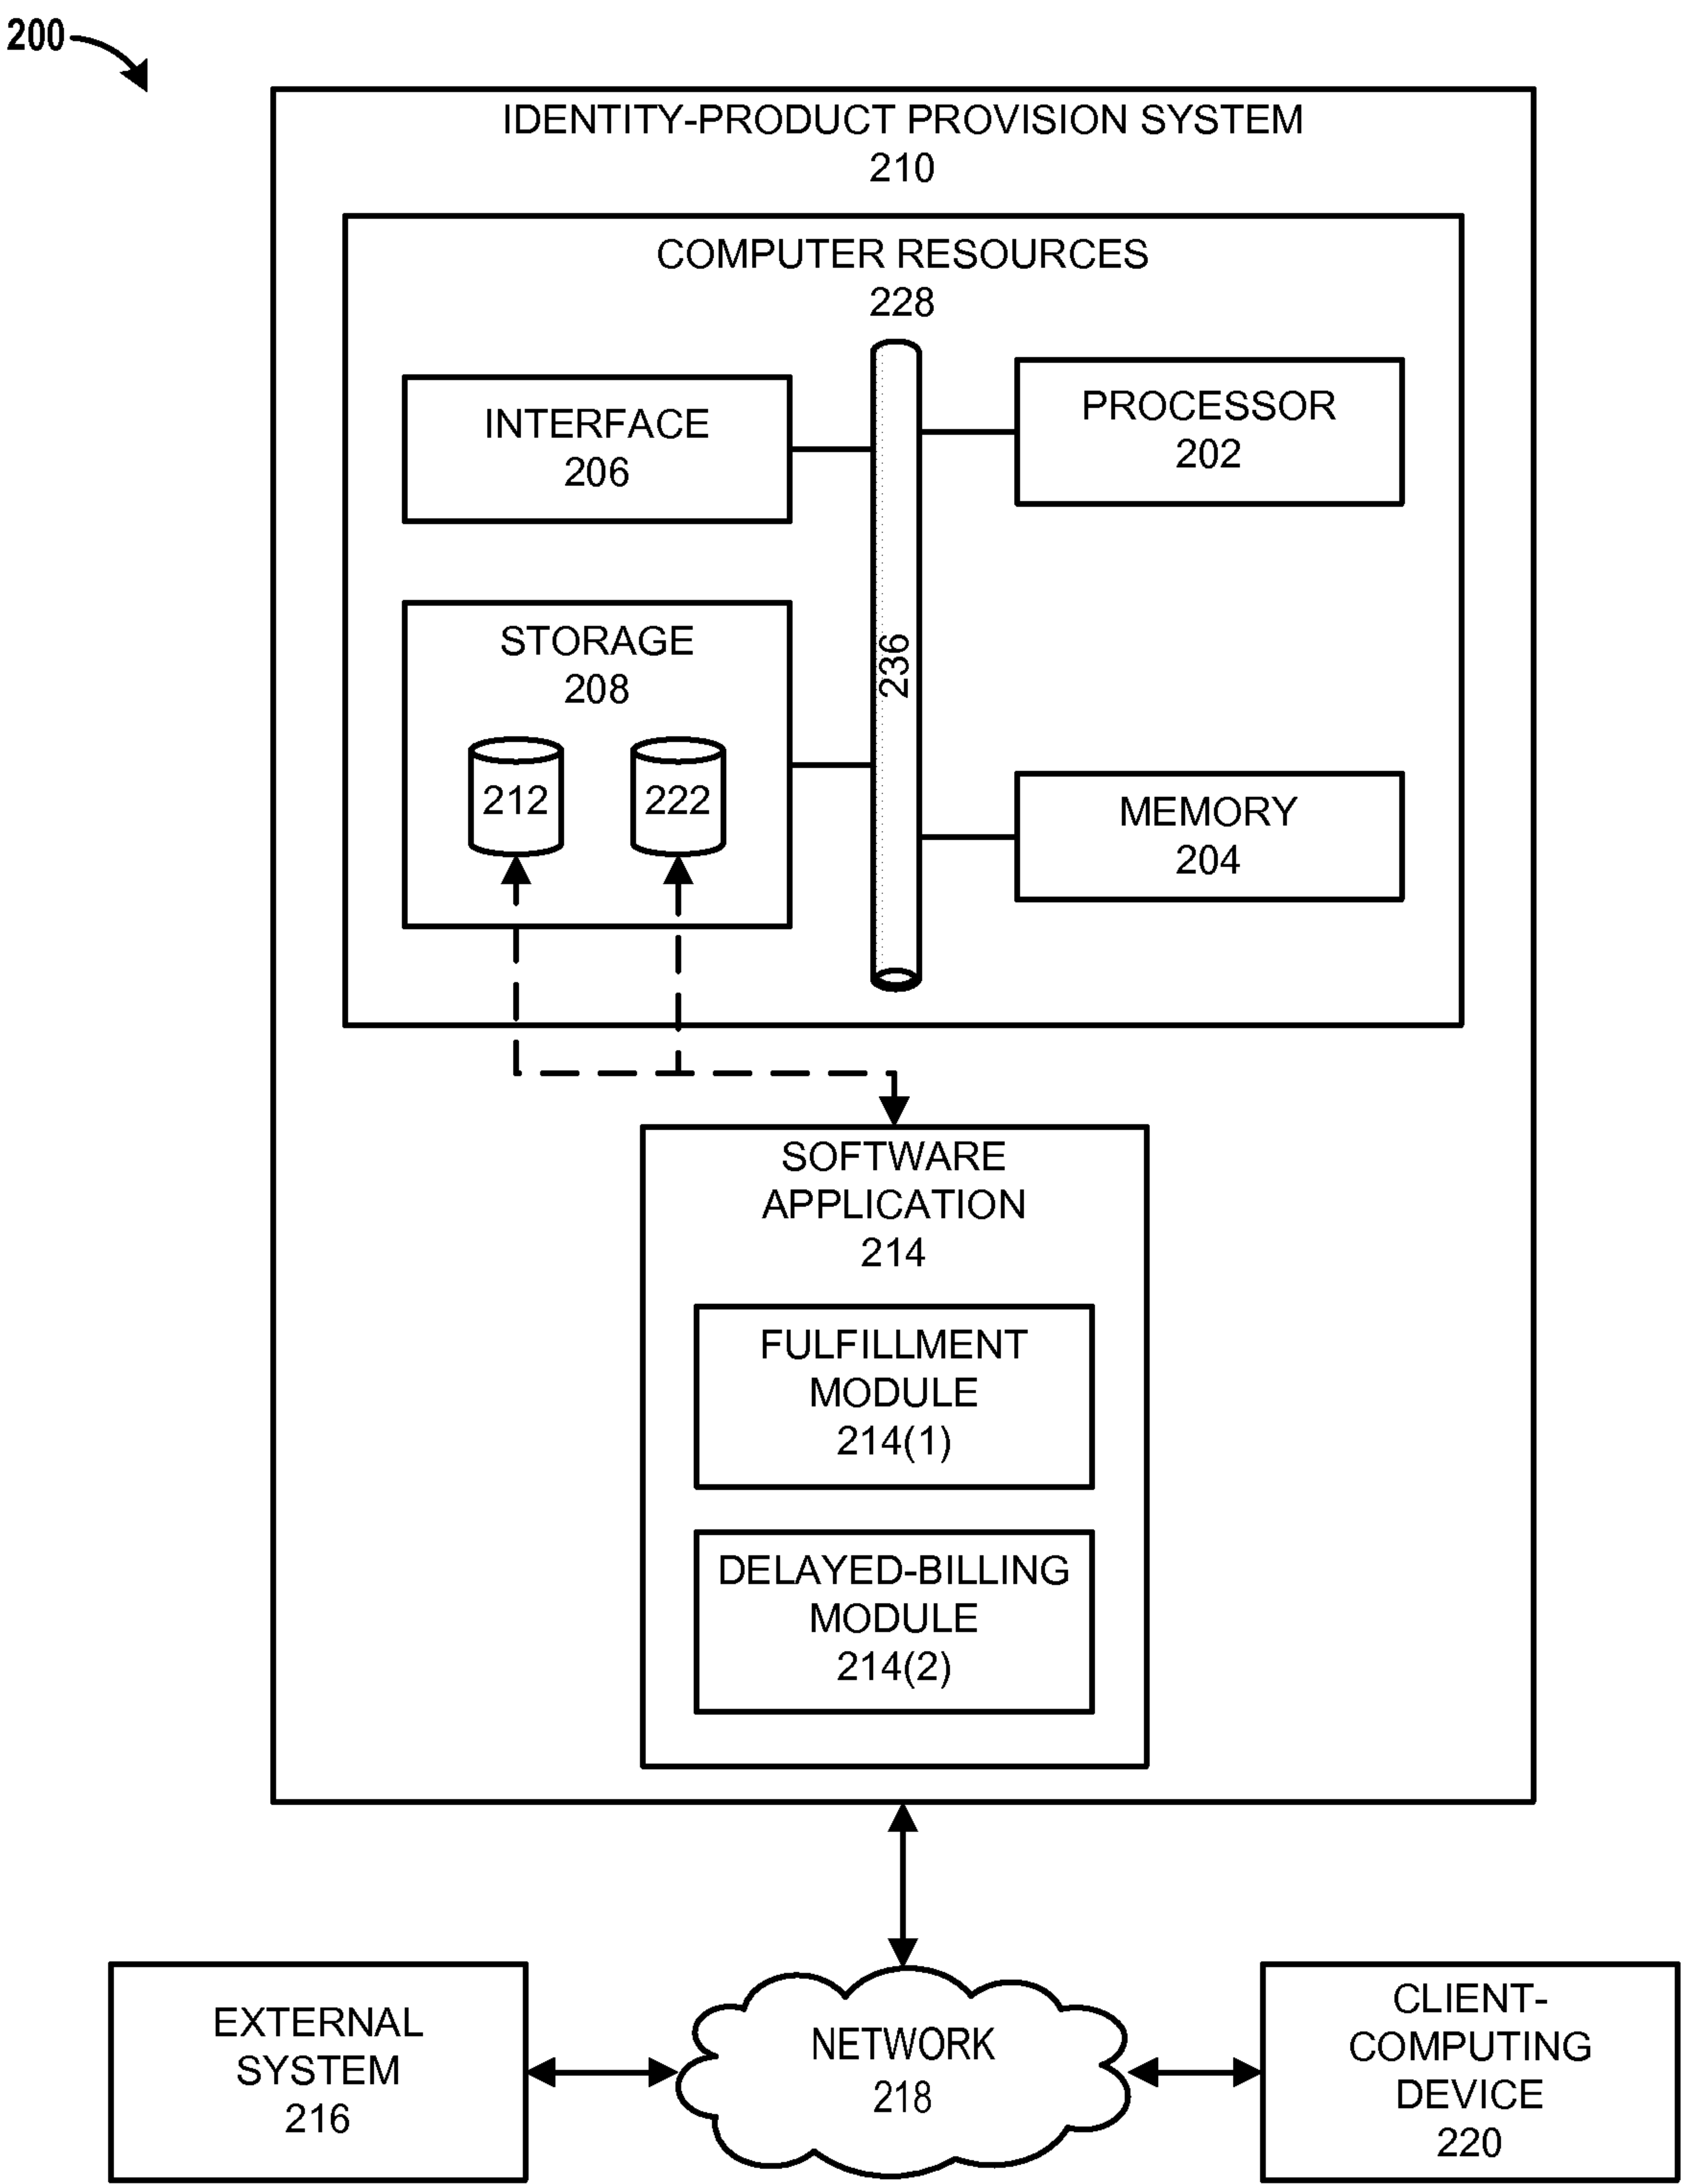 200
IDENTITY-PRODUCT PROVISION SYSTEM
210
COMPUTER RESOURCES
228
INTERFACE
206
PROCESSOR
202
STORAGE
208
212
222
236
MEMORY
204
SOFTWARE
APPLICATION
214
FULFILLMENT
MODULE
214(1)
DELAYED-BILLING
MODULE
214(2)
EXTERNAL
SYSTEM
216
NETWORK
218
CLIENT-
COMPUTING
DEVICE
220